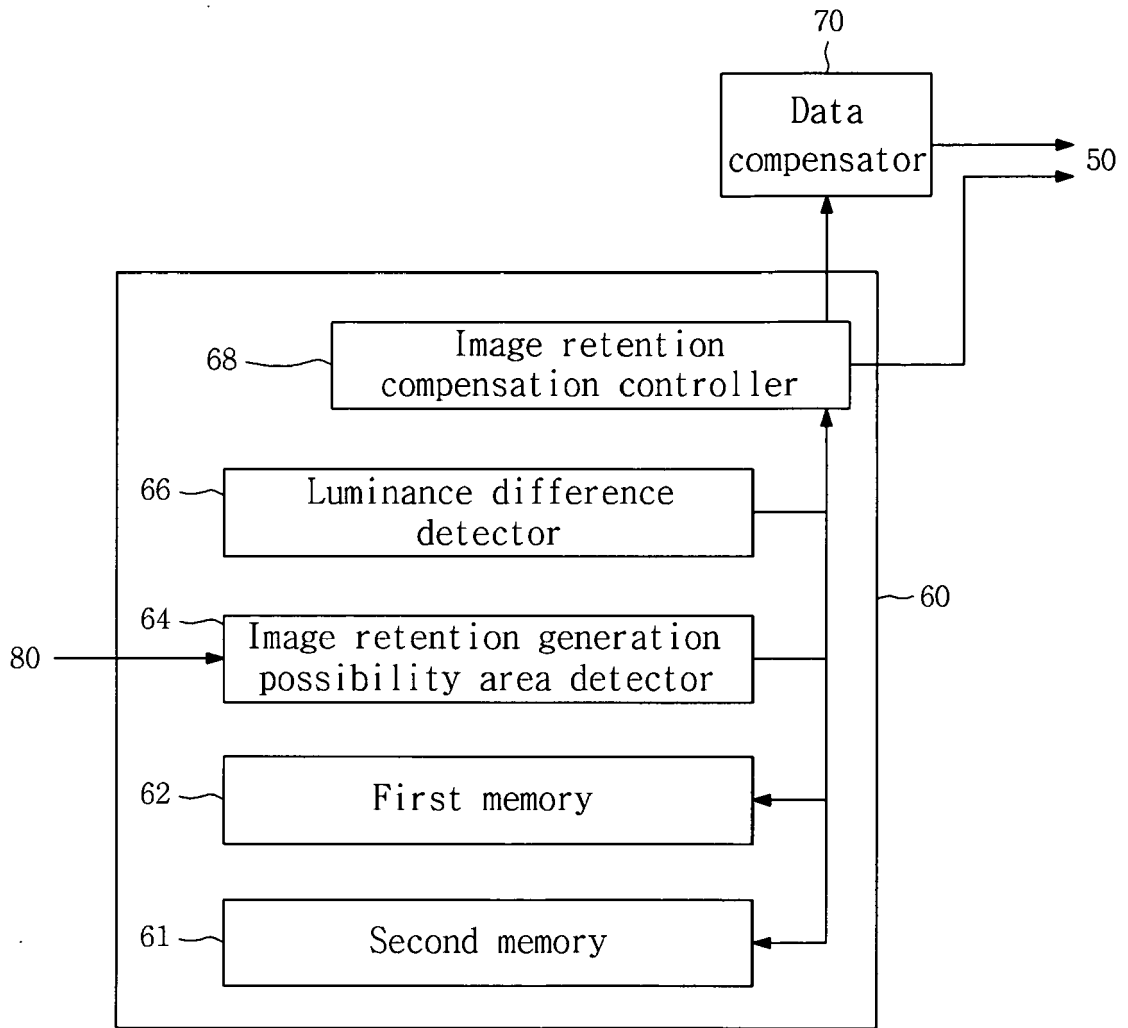 70
Data
compensator
50
68
Image retention
compensation controller
66
Luminance difference
detector
60
64
Image retention generation
possibility area detector
80
62
First memory
61
Second memory